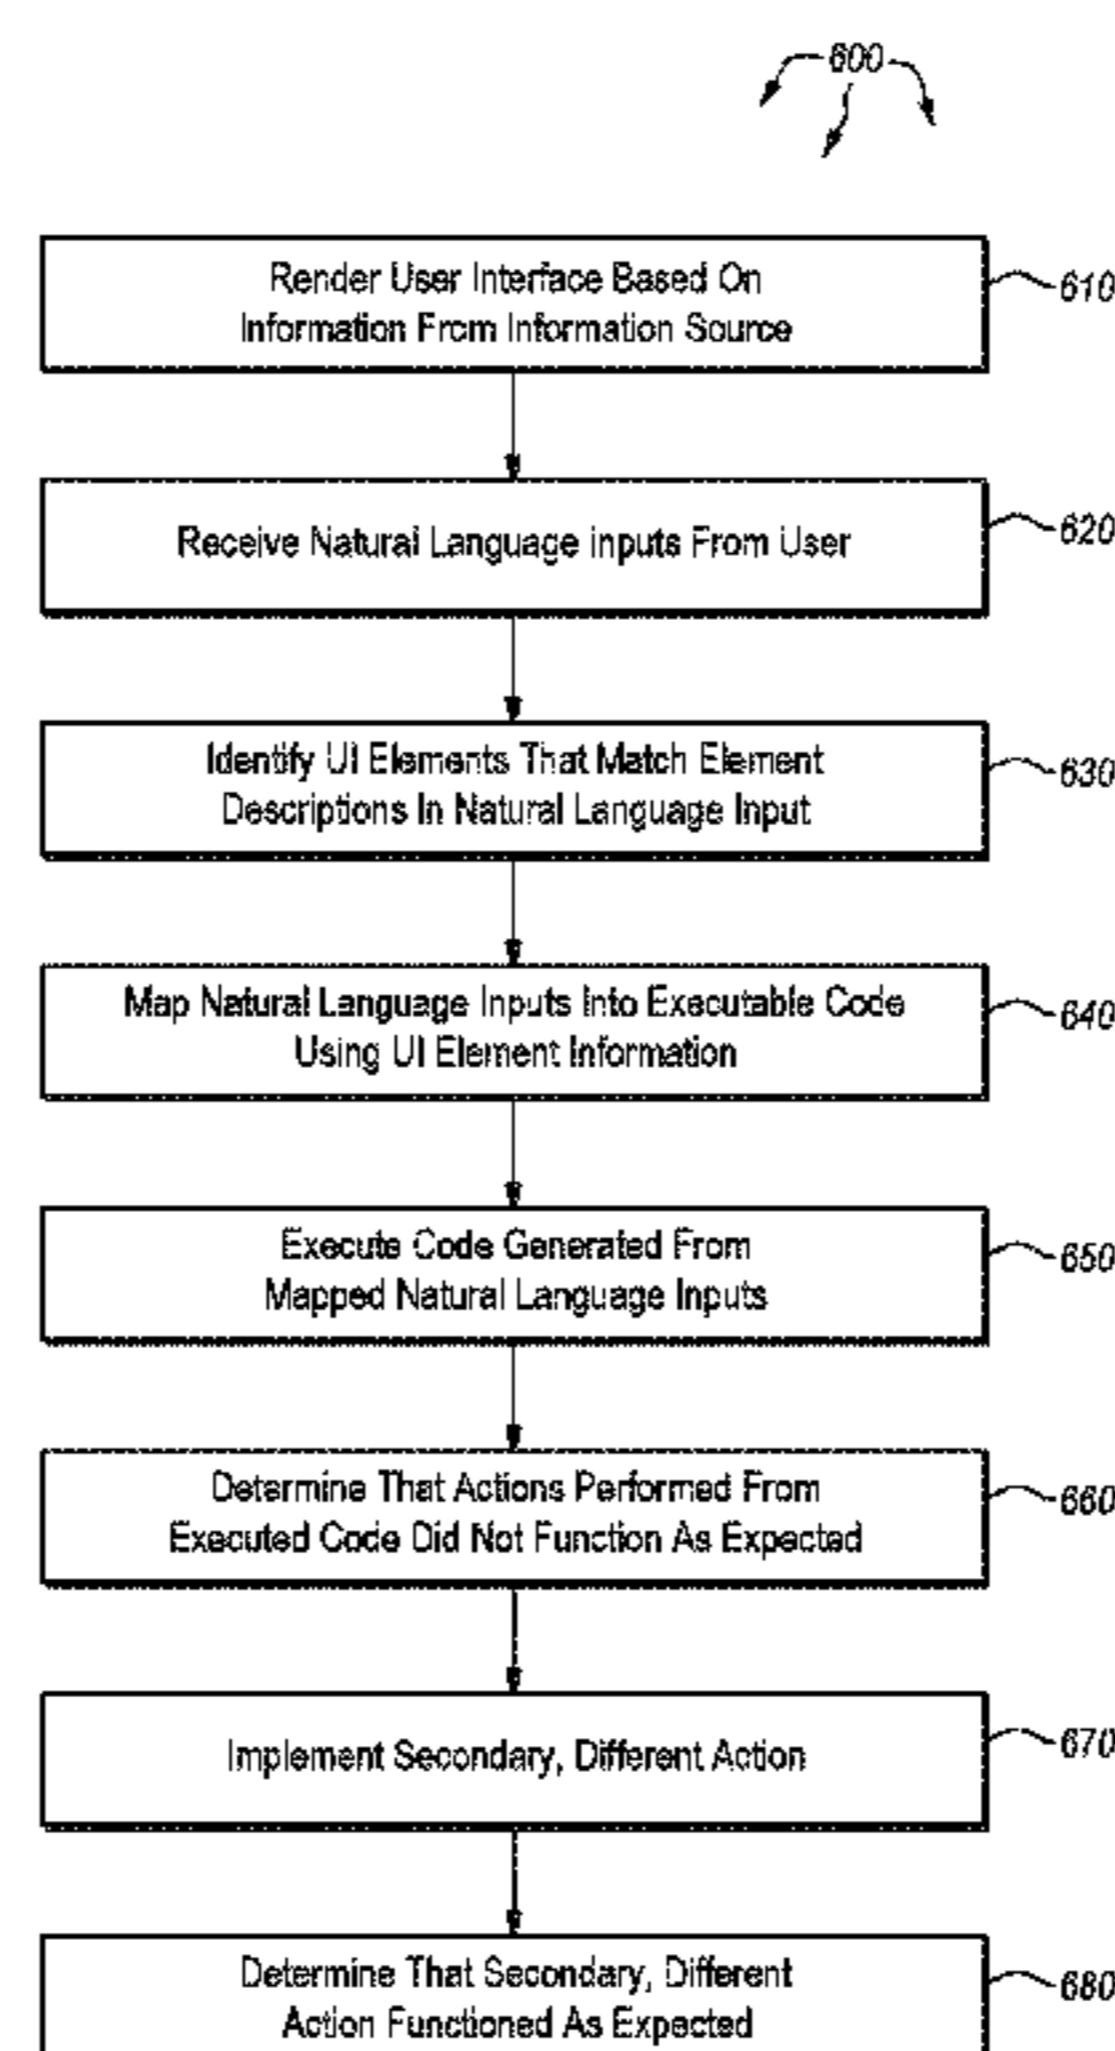 600
Render User Interface Based On
Information From Information Source
610
Receive Natural Language inputs From User
620
Identify UI Elements That Match Element
Descriptions In Natural Language Input
630
Map Natural Language Inputs Into Executable Code
Using UI Element Information
640
Execute Code Generated From
Mapped Natural Language Inputs
650
Determine That Actions Performed From
Executed Code Did Not Function As Expected
660
Implement Secondary, Different Action
670
Determine That Secondary, Different
Action Functioned As Expected
680